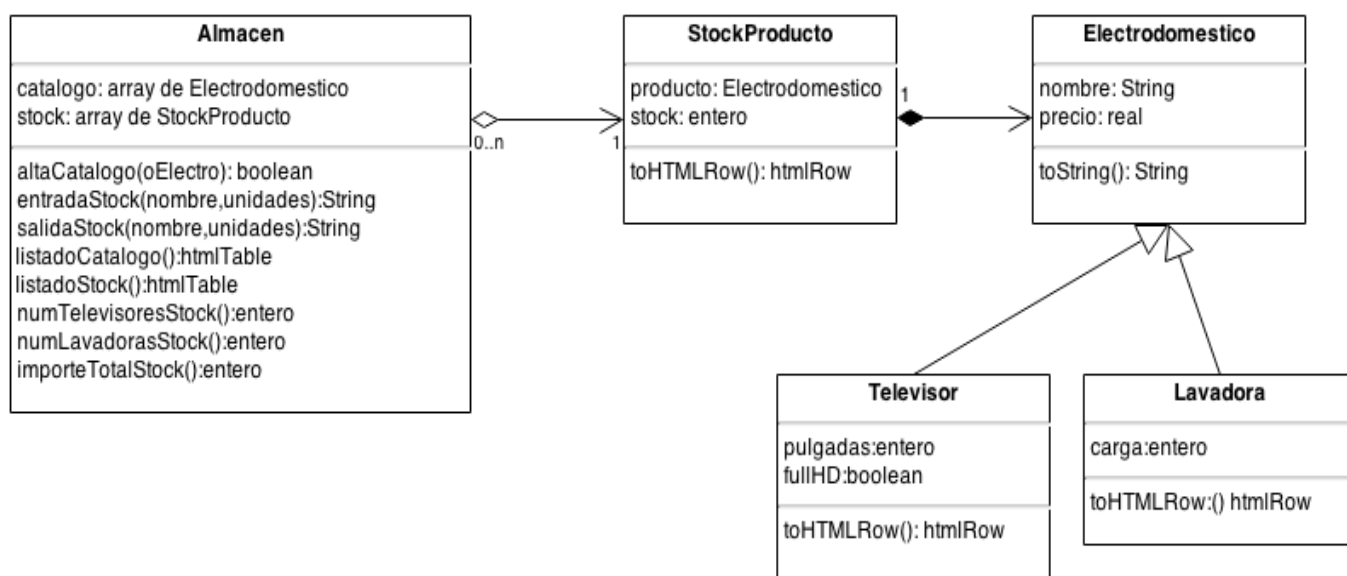 Almacen
catalogo: array de Electrodomestico
stock: array de StockProducto
altaCatalogo(oElectro): boolean
entradaStock(nombre,unidades):String
salidaStock(nombre,unidades):String
listadoCatalogo():htmlTable
listadoStock():htmlTable
numTelevisoresStock():entero
numLavadorasStock():entero
importeTotalStock():entero
0..n
1
StockProducto
producto: Electrodomestico
stock: entero
toHTMLRow(): htmlRow
1
Electrodomestico
nombre: String
precio: real
toString(): String
Televisor
pulgadas:entero
fullHD:boolean
toHTMLRow(): htmlRow
Lavadora
carga:entero
toHTMLRow:() htmlRow